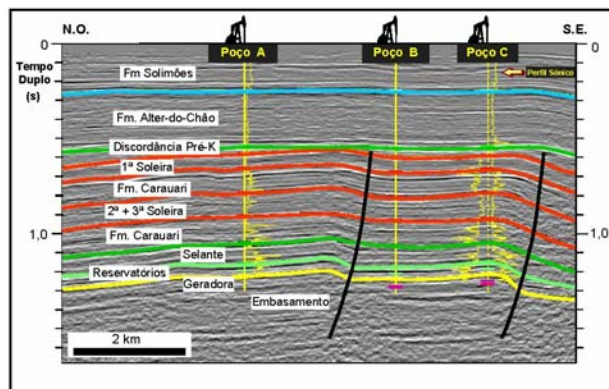 N.O.
S.E.
0
0
Poço A
Poço B
Poço C
Tempo
Duplo
(s)
Perfil Sônico
Fm Solimões
Fm. Alter-do-Chão
Discordância Pré-K
1ª Soleira
Fm. Carauari
2ª + 3ª Soleira
1,0
1,0
Fm. Carauari
Selante
Reservatórios
Geradora
Embasamento
2 km